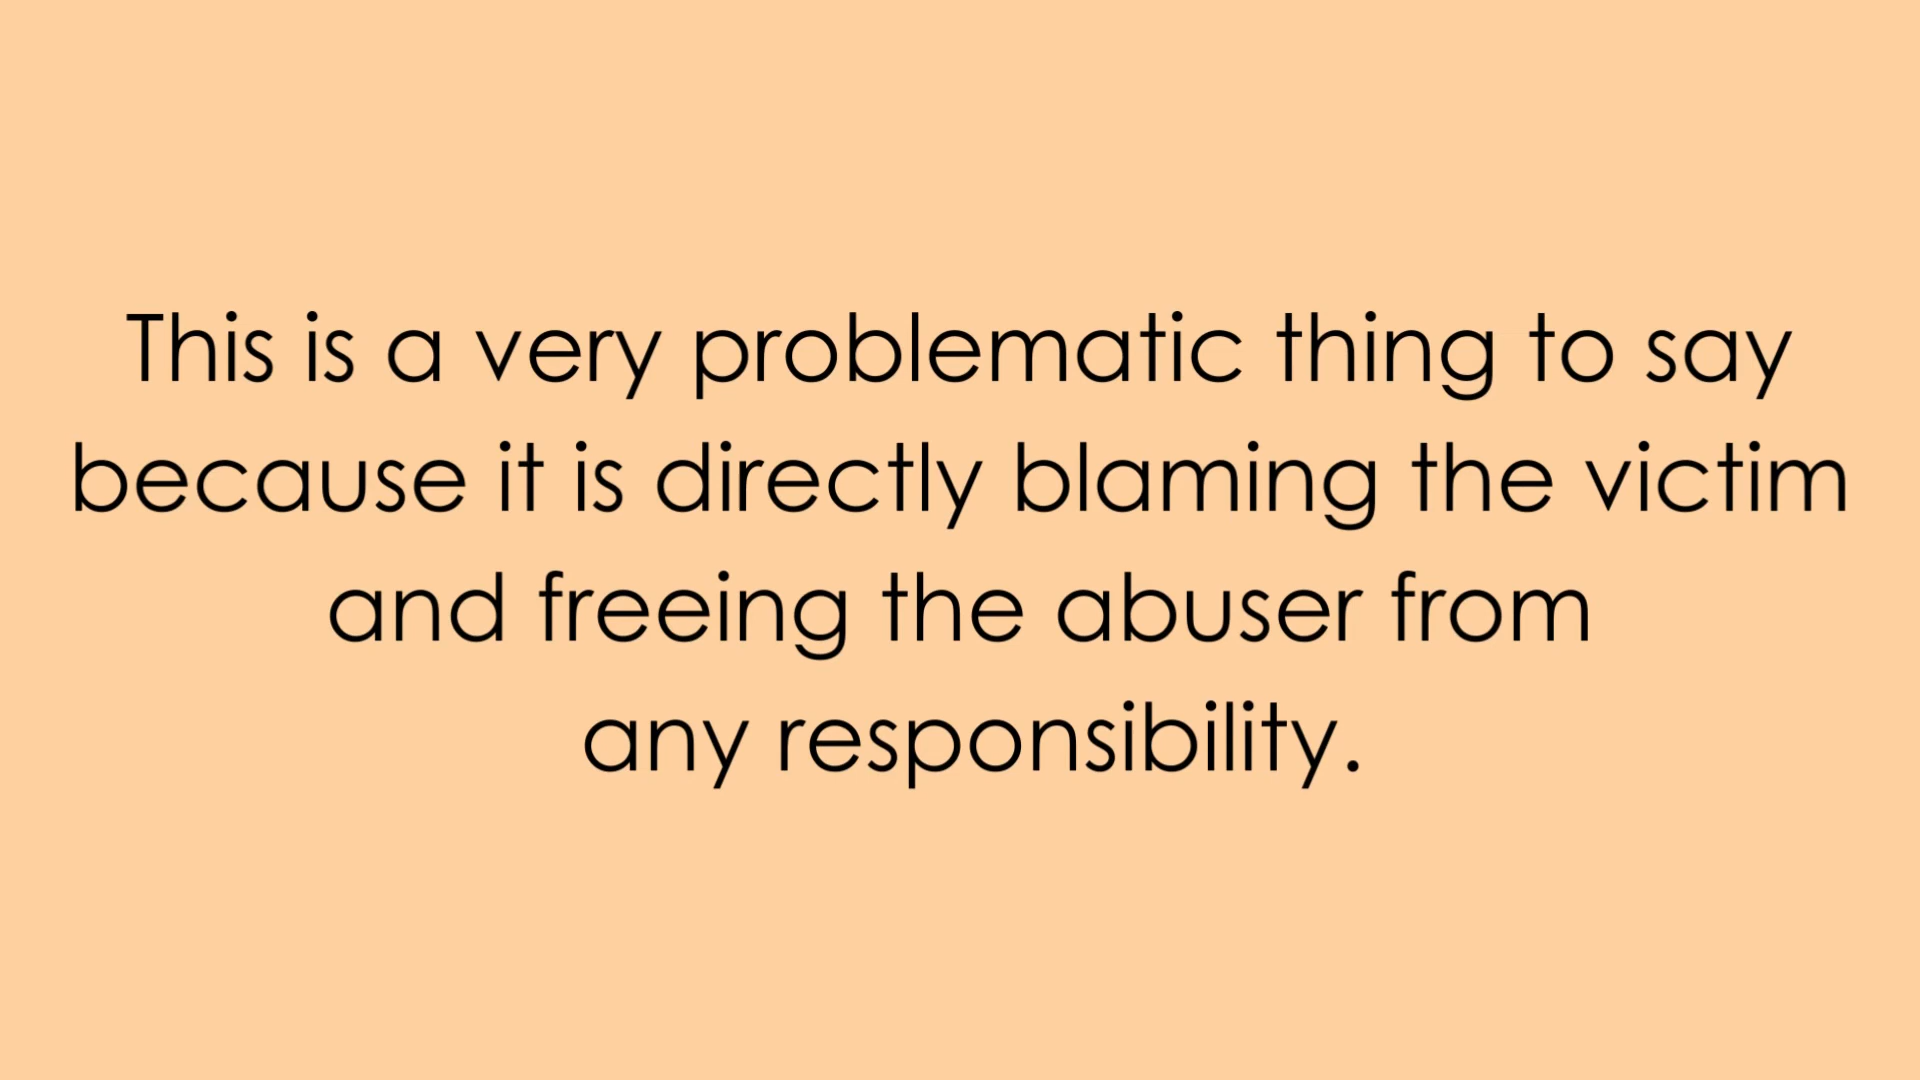 This is a very problematic thing to say
because it is directly blaming the victim
and freeing the abuser from
any responsibility.